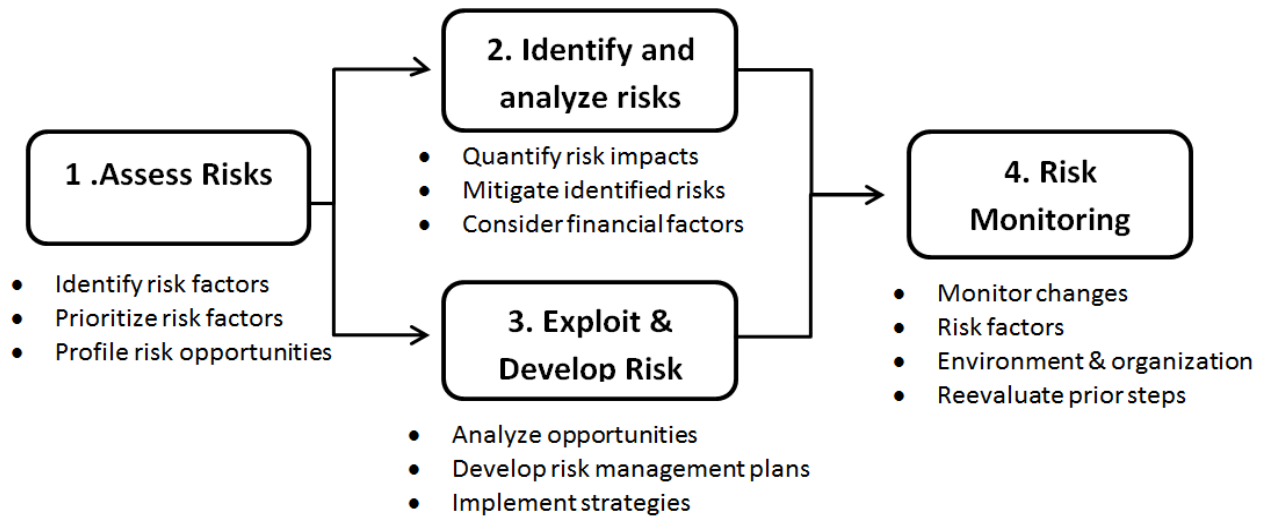 1 .Assess Risks
• Identify risk factors
• Prioritize risk factors
• Profile risk opportunities
2. Identify and
analyze risks
• Quantify risk impacts
• Mitigate identified risks
• Consider financial factors
3. Exploit &
Develop Risk
• Analyze opportunities
• Develop risk management plans
• Implement strategies
4. Risk
Monitoring
• Monitor changes
• Risk factors
• Environment & organization
• Reevaluate prior steps